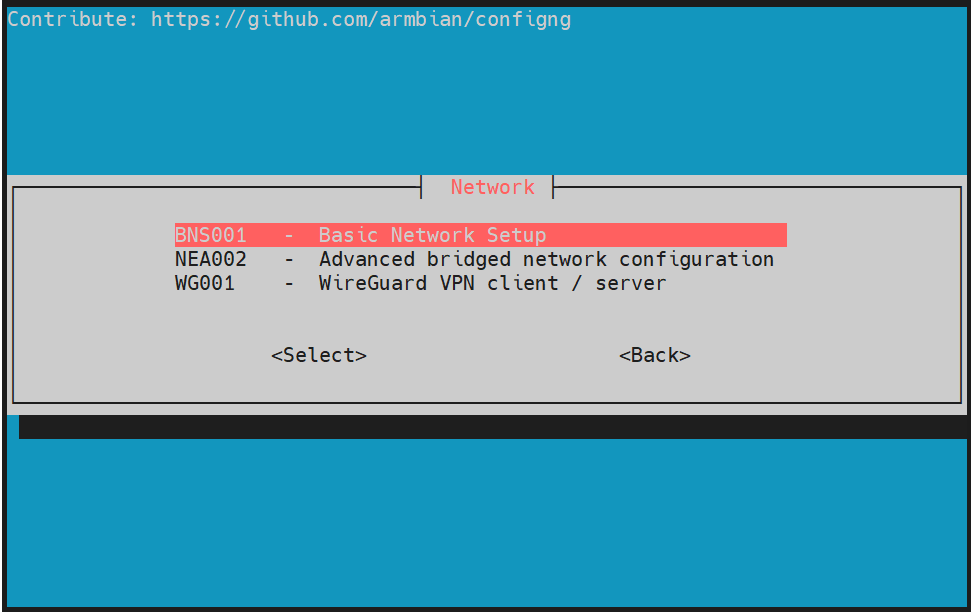 Contribute: https://github.com/armbian/configng
Network
BNS001 - Basic Network Setup
NEA002 - Advanced bridged network configuration
WG001 - WireGuard VPN client / server
<Select> <Back>